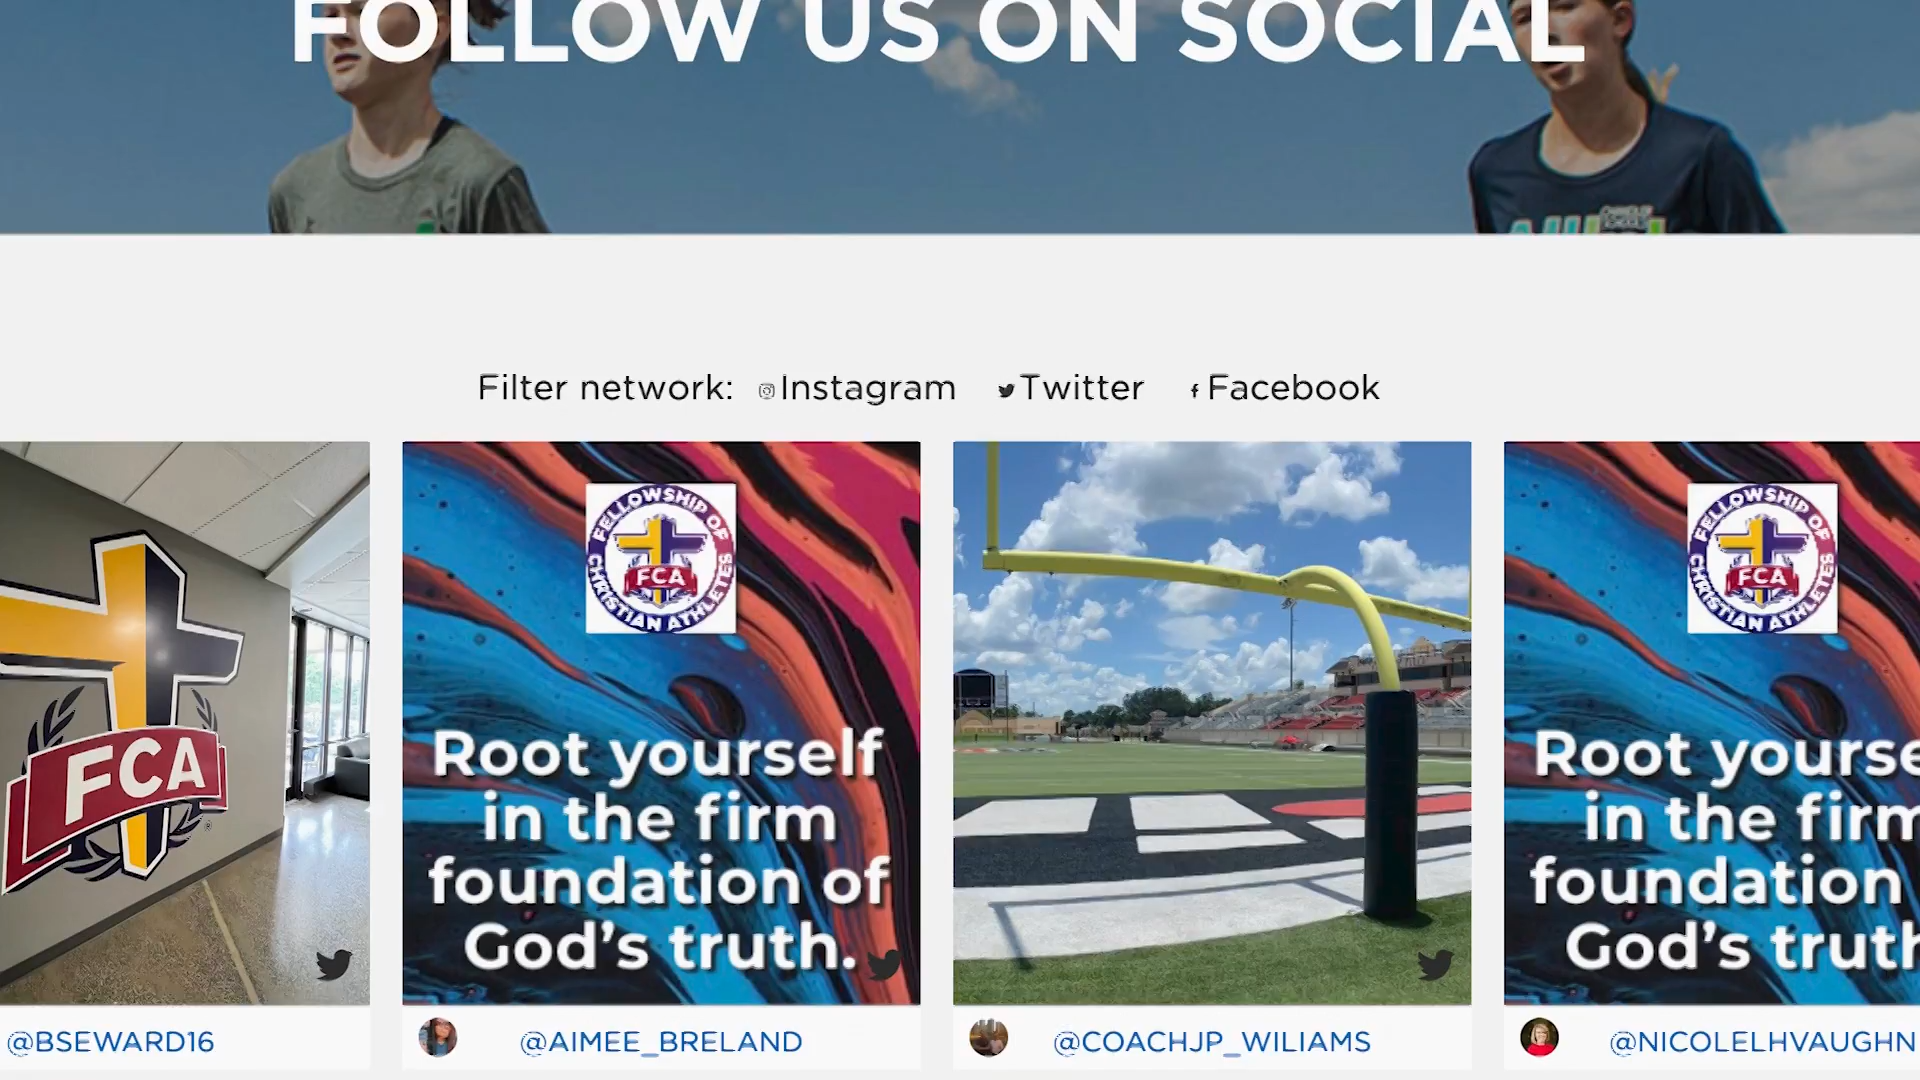 FOLLOW US ON SOCIAL
Filter network: Instagram Twitter Facebook
FCA
FELLOWSHIP OF
CHRISTIAN ATHLETES
FCA
Root yourself
in the firm
foundation of
God's truth.
FELLOWSHIP OF
CHRISTIAN ATHLETES
FCA
Root yourse
in the firm
foundation
God's truth
@BSEWARD16
@AIMEE_BRELAND
@COACHJP_WILIAMS
@NICOLELHVAUGHN